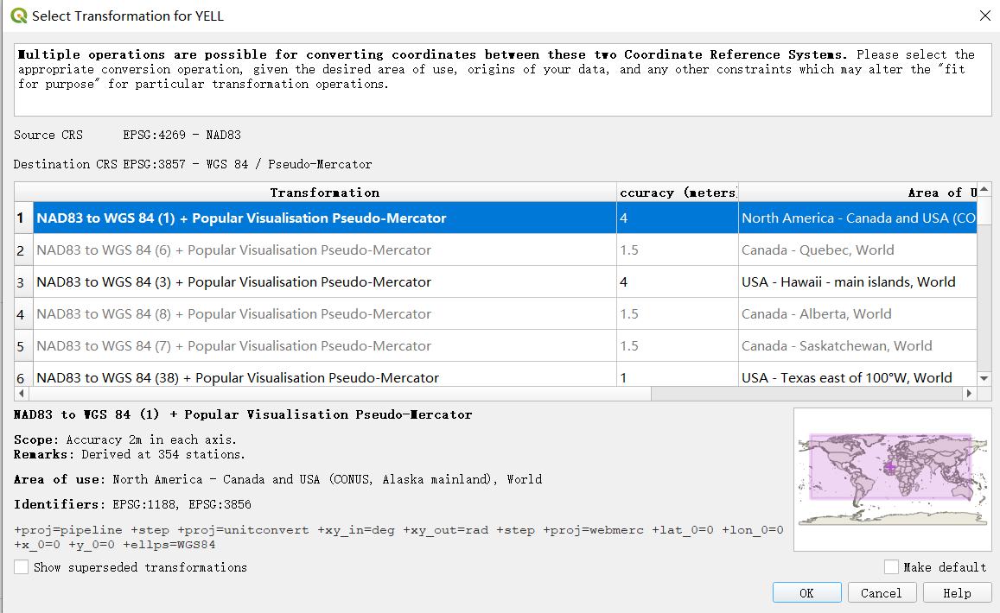 Select Transformation for YELL
Multiple operations are possible for converting coordinates between these two Coordinate Reference Systems. Please select the
appropriate conversion operation, given the desired area of use, origins of your data, and any other constraints which may alter the "fit
for purpose" for particular transformation operations.
Source CRS EPSG:4269 - NAD83
Destination CRS EPSG:3857 - WGS 84 / Pseudo-Mercator
Transformation ccuracy (meters) Area of U
1 NAD83 to WGS 84 (1) + Popular Visualisation Pseudo-Mercator 4 North America - Canada and USA (CO
2 NAD83 to WGS 84 (6) + Popular Visualisation Pseudo-Mercator 1.5 Canada - Quebec, World
3 NAD83 to WGS 84 (3) + Popular Visualisation Pseudo-Mercator 4 USA - Hawaii - main islands, World
4 NAD83 to WGS 84 (8) + Popular Visualisation Pseudo-Mercator 1.5 Canada - Alberta, World
5 NAD83 to WGS 84 (7) + Popular Visualisation Pseudo-Mercator 1.5 Canada - Saskatchewan, World
6 NAD83 to WGS 84 (38) + Popular Visualisation Pseudo-Mercator 1 USA - Texas east of 100°W, World
NAD83 to WGS 84 (1) + Popular Visualisation Pseudo-Mercator
Scope: Accuracy 2m in each axis.
Remarks: Derived at 354 stations.
Area of use: North America - Canada and USA (CONUS, Alaska mainland), World
Identifiers: EPSG:1188, EPSG:3856
+proj=pipeline +step +proj=unitconvert +xy_in=deg +xy_out=rad +step +proj=webmerc +lat_0=0 +lon_0=0
+x_0=0 +y_0=0 +ellps=WGS84
Show superseded transformations
Make default
OK Cancel Help